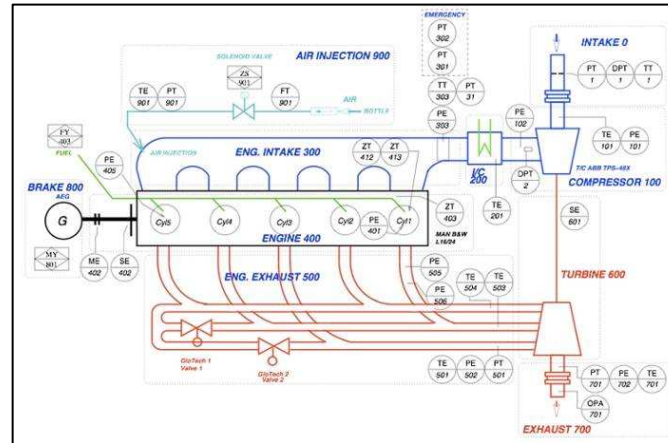 EMERGENCY
PT 302
PT 301
TT 303
PT 31
PE 303
INTAKE 0
PT 1
DPT 1
TT 1
AIR INJECTION 900
SOLENOID VALVE
ZS 901
TE 901
PT 901
FT 901
AIR
BOTTLE
FY 403
FUEL
AIR INJECTION
ENG. INTAKE 300
ZT 412
ZT 413
PE 102
TE 101
PE 101
T/C ABB TPS-48X
COMPRESSOR 100
I/C 200
DPT 2
TE 201
PE 405
BRAKE 800
AEG
G
Cyl5
Cyl4
Cyl3
Cyl2
Cyl1
PE 401
ZT 403
ENGINE 400
MAN B&W
L16/24
MY 801
ME 402
SE 402
SE 601
ENG. EXHAUST 500
PE 505
PE 506
TE 504
TE 503
TURBINE 600
GloTech 1
Valve 1
GloTech 2
Valve 2
TE 501
PE 502
PT 501
PT 701
PE 702
TE 701
OPA 701
EXHAUST 700